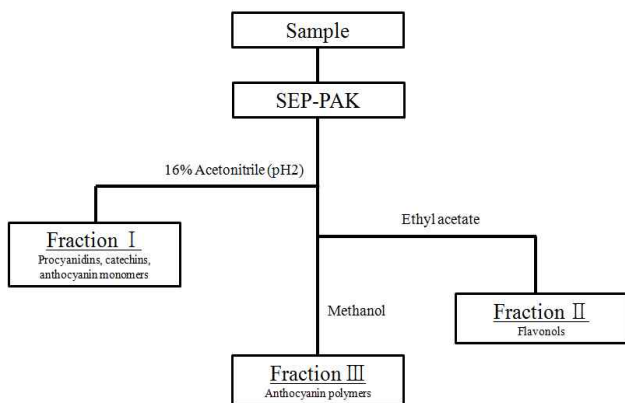 Sample
SEP-PAK
16% Acetonitrile (pH2)
Fraction Ⅰ
Procyanidins, catechins,
anthocyanin monomers
Ethyl acetate
Fraction Ⅱ
Flavonols
Methanol
Fraction Ⅲ
Anthocyanin polymers